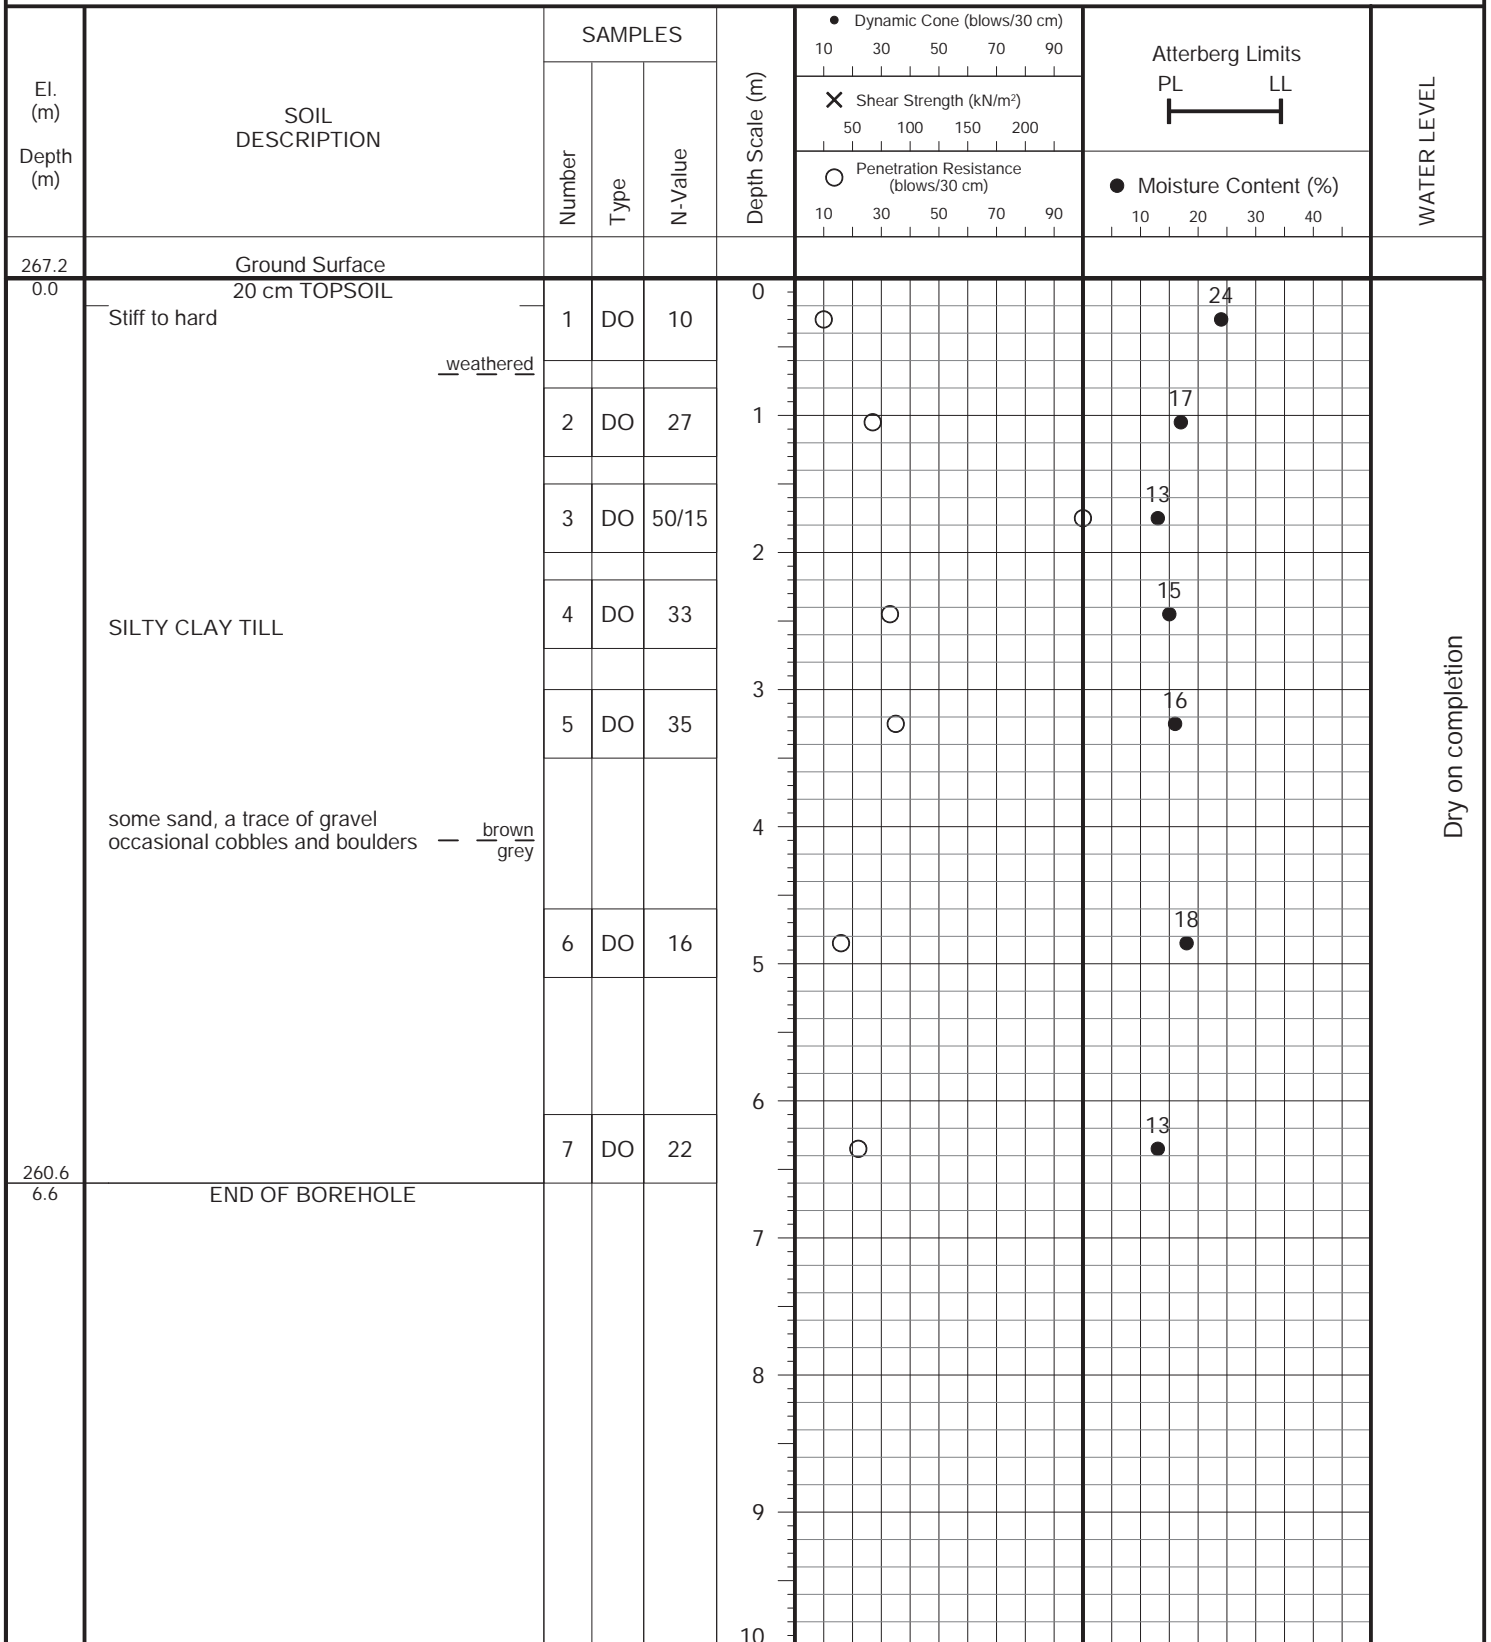 El.
(m)
Depth
(m)
SOIL
DESCRIPTION
SAMPLES
Number
Type
N-Value
Depth Scale (m)
Dynamic Cone (blows/30 cm)
10 30 50 70 90
Shear Strength (kN/m²)
50 100 150 200
Penetration Resistance
(blows/30 cm)
10 30 50 70 90
Atterberg Limits
PL LL
Moisture Content (%)
10 20 30 40
WATER LEVEL
267.2 Ground Surface
0.0 20 cm TOPSOIL 0
24
Stiff to hard 1 DO 10
weathered
17
1
2 DO 27
13
3 DO 50/15
2
15
4 DO 33
SILTY CLAY TILL
3
16
5 DO 35
Dry on completion
some sand, a trace of gravel
4
brown
occasional cobbles and boulders
grey
18
6 DO 16
5
6
13
7 DO 22
260.6
6.6 END OF BOREHOLE
7
8
9
10